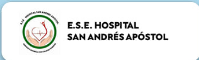 E.S.E. HOSPITAL
SAN ANDRÉS APÓSTOL